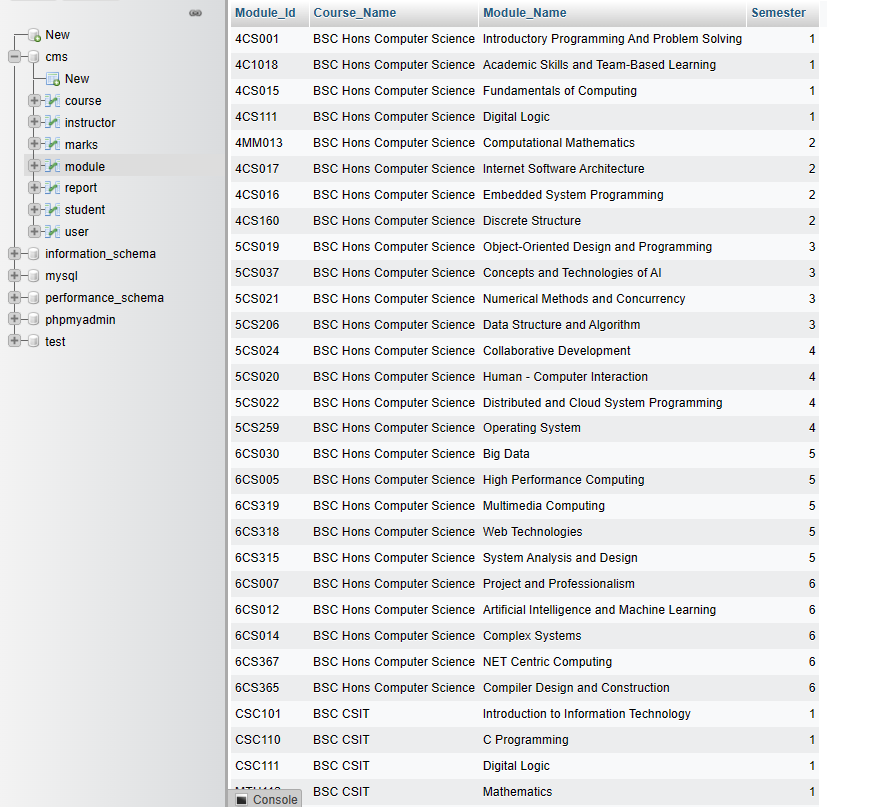 New
cms
New
course
instructor
marks
module
report
student
user
information_schema
mysql
performance_schema
phpmyadmin
test
Module_Id Course_Name Module_Name Semester
4CS001 BSC Hons Computer Science Introductory Programming And Problem Solving 1
4C1018 BSC Hons Computer Science Academic Skills and Team-Based Learning 1
4CS015 BSC Hons Computer Science Fundamentals of Computing 1
4CS111 BSC Hons Computer Science Digital Logic 1
4MM013 BSC Hons Computer Science Computational Mathematics 2
4CS017 BSC Hons Computer Science Internet Software Architecture 2
4CS016 BSC Hons Computer Science Embedded System Programming 2
4CS160 BSC Hons Computer Science Discrete Structure 2
5CS019 BSC Hons Computer Science Object-Oriented Design and Programming 3
5CS037 BSC Hons Computer Science Concepts and Technologies of AI 3
5CS021 BSC Hons Computer Science Numerical Methods and Concurrency 3
5CS206 BSC Hons Computer Science Data Structure and Algorithm 3
5CS024 BSC Hons Computer Science Collaborative Development 4
5CS020 BSC Hons Computer Science Human - Computer Interaction 4
5CS022 BSC Hons Computer Science Distributed and Cloud System Programming 4
5CS259 BSC Hons Computer Science Operating System 4
6CS030 BSC Hons Computer Science Big Data 5
6CS005 BSC Hons Computer Science High Performance Computing 5
6CS319 BSC Hons Computer Science Multimedia Computing 5
6CS318 BSC Hons Computer Science Web Technologies 5
6CS315 BSC Hons Computer Science System Analysis and Design 5
6CS007 BSC Hons Computer Science Project and Professionalism 6
6CS012 BSC Hons Computer Science Artificial Intelligence and Machine Learning 6
6CS014 BSC Hons Computer Science Complex Systems 6
6CS367 BSC Hons Computer Science NET Centric Computing 6
6CS365 BSC Hons Computer Science Compiler Design and Construction 6
CSC101 BSC CSIT Introduction to Information Technology 1
CSC110 BSC CSIT C Programming 1
CSC111 BSC CSIT Digital Logic 1
BSC CSIT Mathematics 1
Console